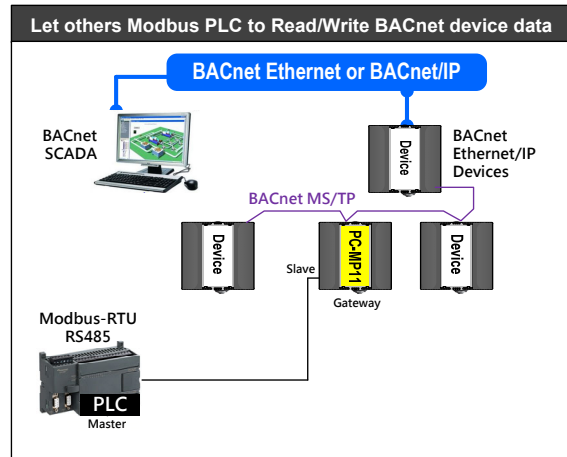 Let others Modbus PLC to Read/Write BACnet device data
BACnet Ethernet or BACnet/IP
BACnet
SCADA
Device
BACnet
Ethernet/IP
Devices
BACnet MS/TP
Device
Slave
PC-MP11
Gateway
Device
Modbus-RTU
RS485
PLC
Master